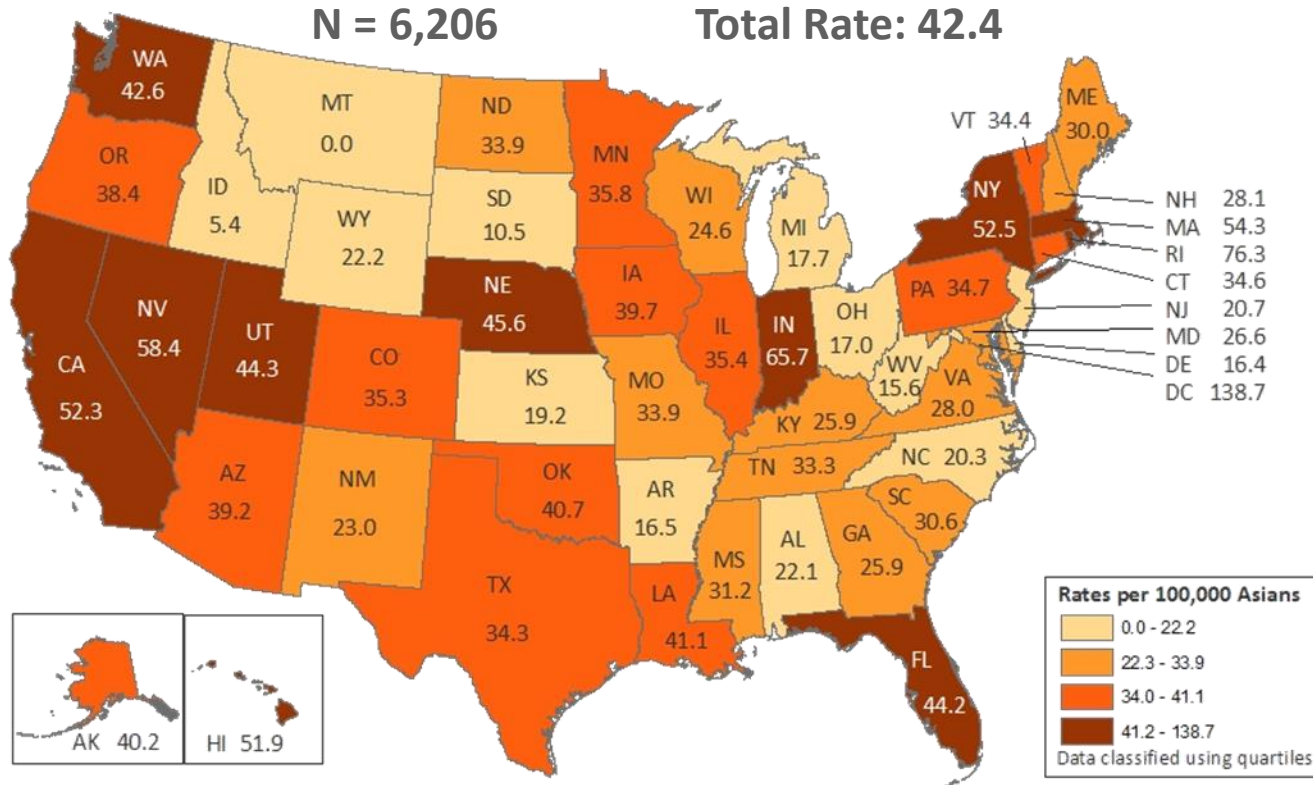 N = 6,206
Total Rate: 42.4
WA
42.6
MT
0.0
ND
33.9
MN
35.8
VT 34.4
ME
30.0
OR
38.4
ID
5.4
WY
22.2
SD
10.5
WI
24.6
MI
17.7
NY
52.5
NH 28.1
MA 54.3
RI 76.3
CT 34.6
NJ 20.7
MD 26.6
DE 16.4
DC 138.7
CA
52.3
NV
58.4
UT
44.3
CO
35.3
NE
45.6
KS
19.2
IA
39.7
MO
33.9
IL
35.4
IN
65.7
OH
17.0
PA 34.7
WV
15.6
VA
28.0
KY 25.9
TN 33.3
NC 20.3
SC
30.6
AZ
39.2
NM
23.0
OK
40.7
AR
16.5
TX
34.3
LA
41.1
MS
31.2
AL
22.1
GA
25.9
FL
44.2
AK 40.2
HI 51.9
Rates per 100,000 Asians
0.0 - 22.2
22.3 - 33.9
34.0 - 41.1
41.2 - 138.7
Data classified using quartiles